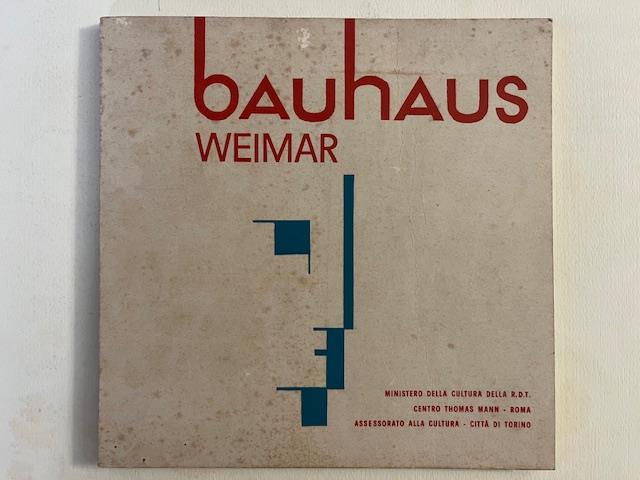 bAUhAUS
WEIMAR
MINISTERO DELLA CULTURA DELLA R.D.T.
CENTRO THOMAS MANN - ROMA
ASSESSORATO ALLA CULTURA - CITTÀ DI TORINO